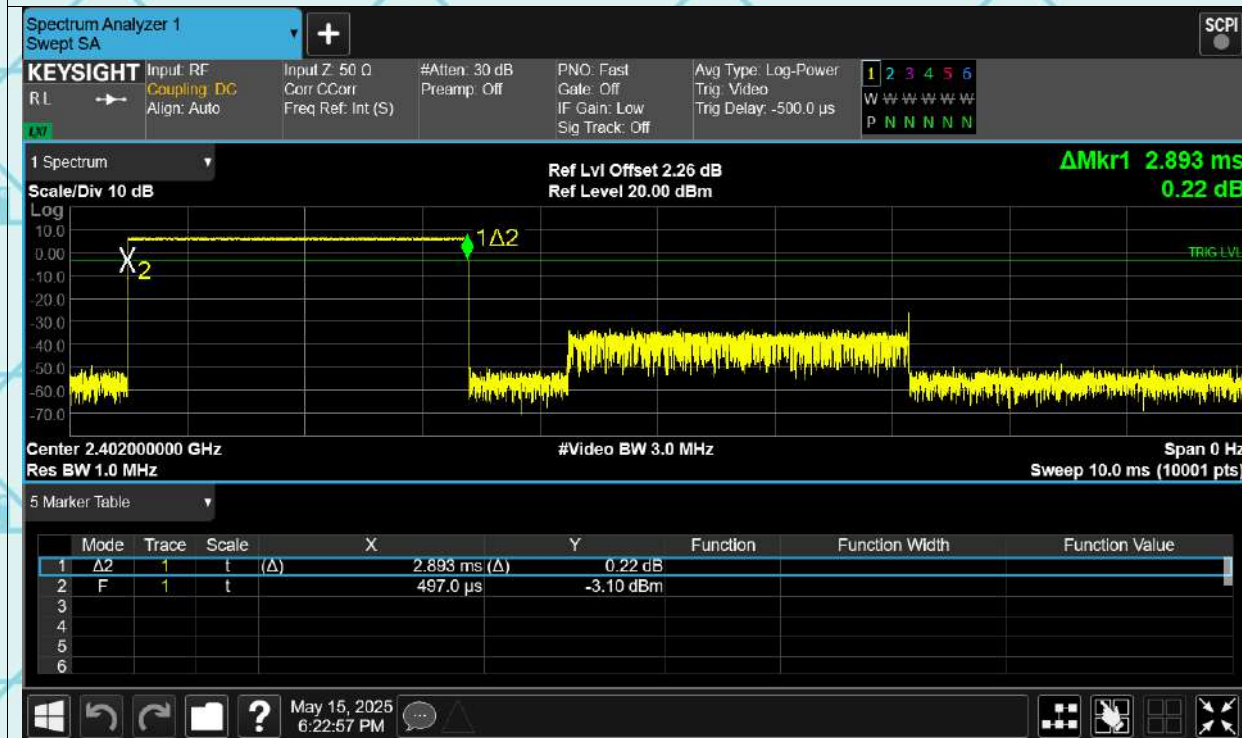 Spectrum Analyzer 1
Swept SA
+
SCPI
KEYSIGHT
RL
LXI
Input: RF
Coupling: DC
Align: Auto
Input Z: 50 Ω
Corr CCorr
Freq Ref: Int (S)
#Atten: 30 dB
Preamp: Off
PNO: Fast
Gate: Off
IF Gain: Low
Sig Track: Off
Avg Type: Log-Power
Trig: Video
Trig Delay: -500.0 µs
1 2 3 4 5 6
W W W W W W
P N N N N N
1 Spectrum
Scale/Div 10 dB
Ref Lvl Offset 2.26 dB
Ref Level 20.00 dBm
ΔMkr1 2.893 ms
0.22 dB
Log
10.0
0.00
-10.0
-20.0
-30.0
-40.0
-50.0
-60.0
-70.0
X2
1Δ2
TRIG LVL
Center 2.402000000 GHz
#Video BW 3.0 MHz
Span 0 Hz
Res BW 1.0 MHz
Sweep 10.0 ms (10001 pts)
5 Marker Table
Mode Trace Scale X Y Function Function Width Function Value
1 Δ2 1 t (Δ) 2.893 ms (Δ) 0.22 dB
2 F 1 t 497.0 µs -3.10 dBm
3
4
5
6
?
May 15, 2025
6:22:57 PM